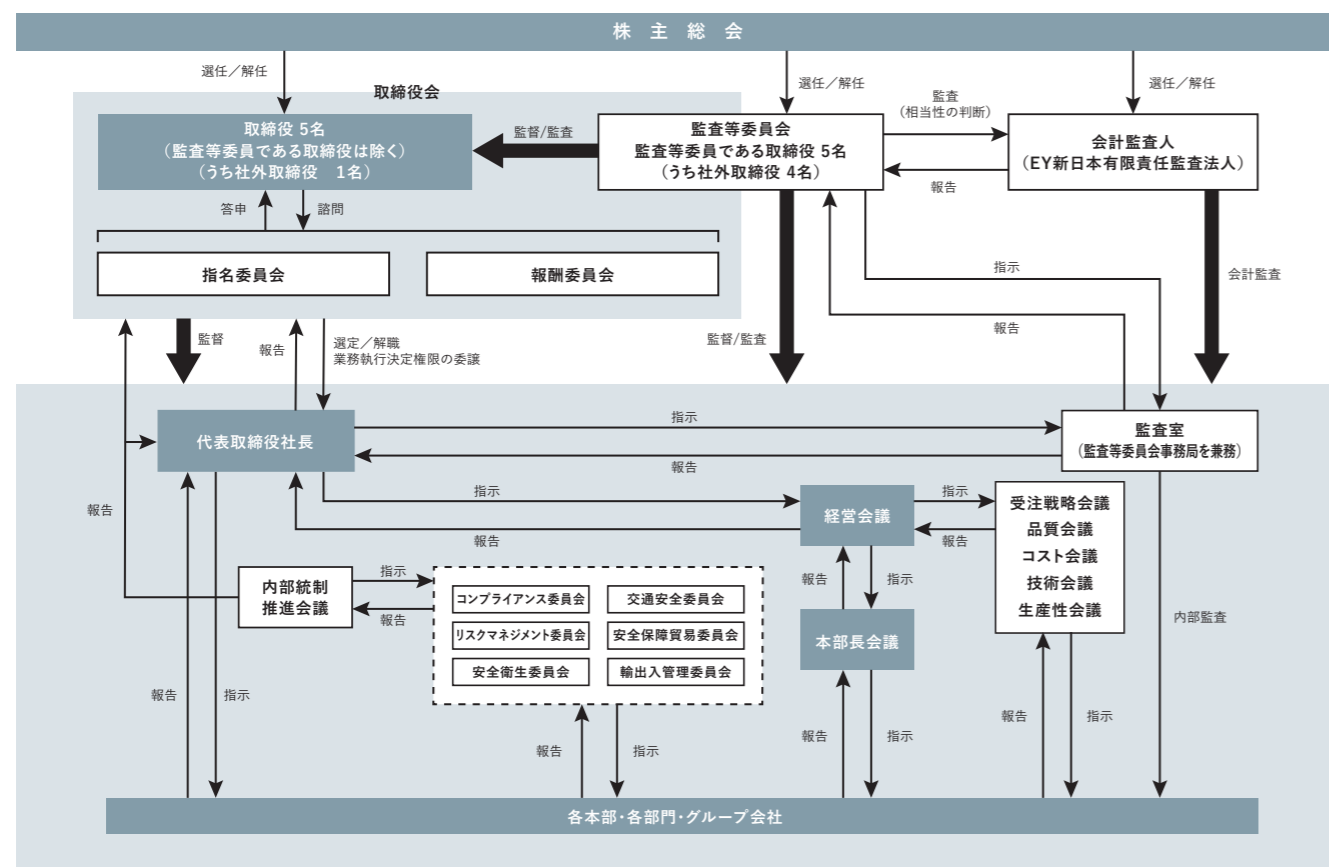 株主総会
選任／解任
選任／解任
選任／解任
取締役会
取締役 5名
（監査等委員である取締役は除く）
（うち社外取締役　1名）
監督/監査
監査等委員会
監査等委員である取締役 5名
（うち社外取締役 4名）
監査
（相当性の判断）
報告
会計監査人
（EY新日本有限責任監査法人）
答申
諮問
指名委員会
報酬委員会
指示
会計監査
報告
監督
報告
選定／解職
業務執行決定権限の委譲
監督/監査
代表取締役社長
指示
報告
監査室
（監査等委員会事務局を兼務）
指示
報告
経営会議
指示
報告
受注戦略会議
品質会議
コスト会議
技術会議
生産性会議
報告
内部統制
推進会議
指示
報告
コンプライアンス委員会
交通安全委員会
リスクマネジメント委員会
安全保障貿易委員会
安全衛生委員会
輸出入管理委員会
報告
指示
本部長会議
内部監査
報告
指示
報告
指示
報告
指示
報告
指示
各本部・各部門・グループ会社